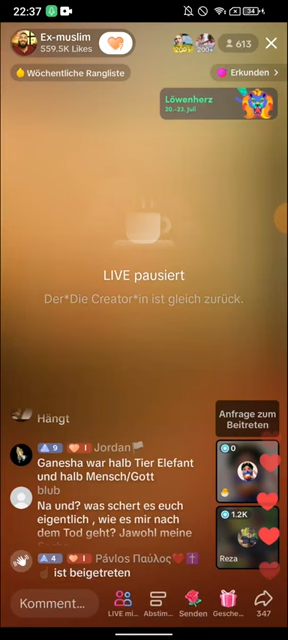 22:37
34
Ex-muslim
559.5K Likes
200+
613
Wöchentliche Rangliste
Erkunden >
Löwenherz
20.-23. Juli
LIVE pausiert
Der*Die Creator*in ist gleich zurück.
Hängt
Anfrage zum
Beitreten
9 1 Jordan
Ganesha war halb Tier Elefant
und halb Mensch/Gott
0
blub
Na und? was schert es euch
eigentlich , wie es mir nach
dem Tod geht? Jawohl meine
1.2K
Reza
4 1 Pávlos Παύλος
ist beigetreten
Komment...
LIVE mi...
Abstim...
Senden
Gesche...
347